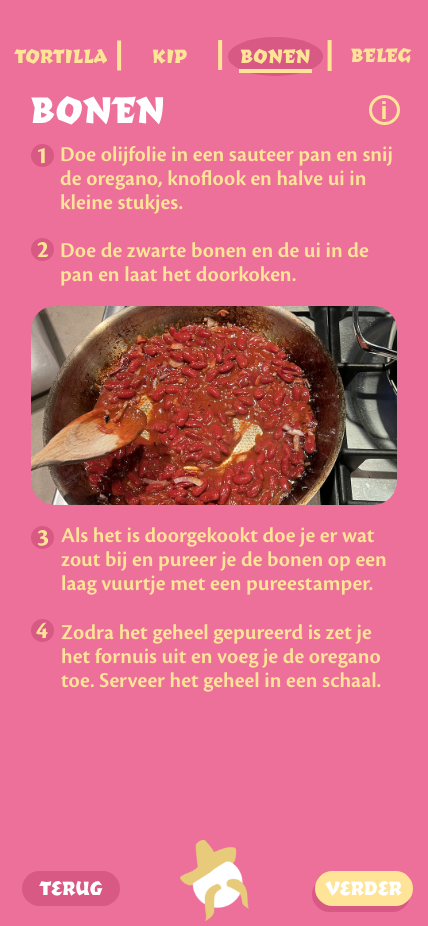 TORTILLA KIP BONEN BELEG
BONEN
1 Doe olijfolie in een sauteer pan en snij
de oregano, knoflook en halve ui in
kleine stukjes.
2 Doe de zwarte bonen en de ui in de
pan en laat het doorkoken.
3 Als het is doorgekookt doe je er wat
zout bij en pureer je de bonen op een
laag vuurtje met een pureestamper.
4 Zodra het geheel gepureerd is zet je
het fornuis uit en voeg je de oregano
toe. Serveer het geheel in een schaal.
TERUG VERDER